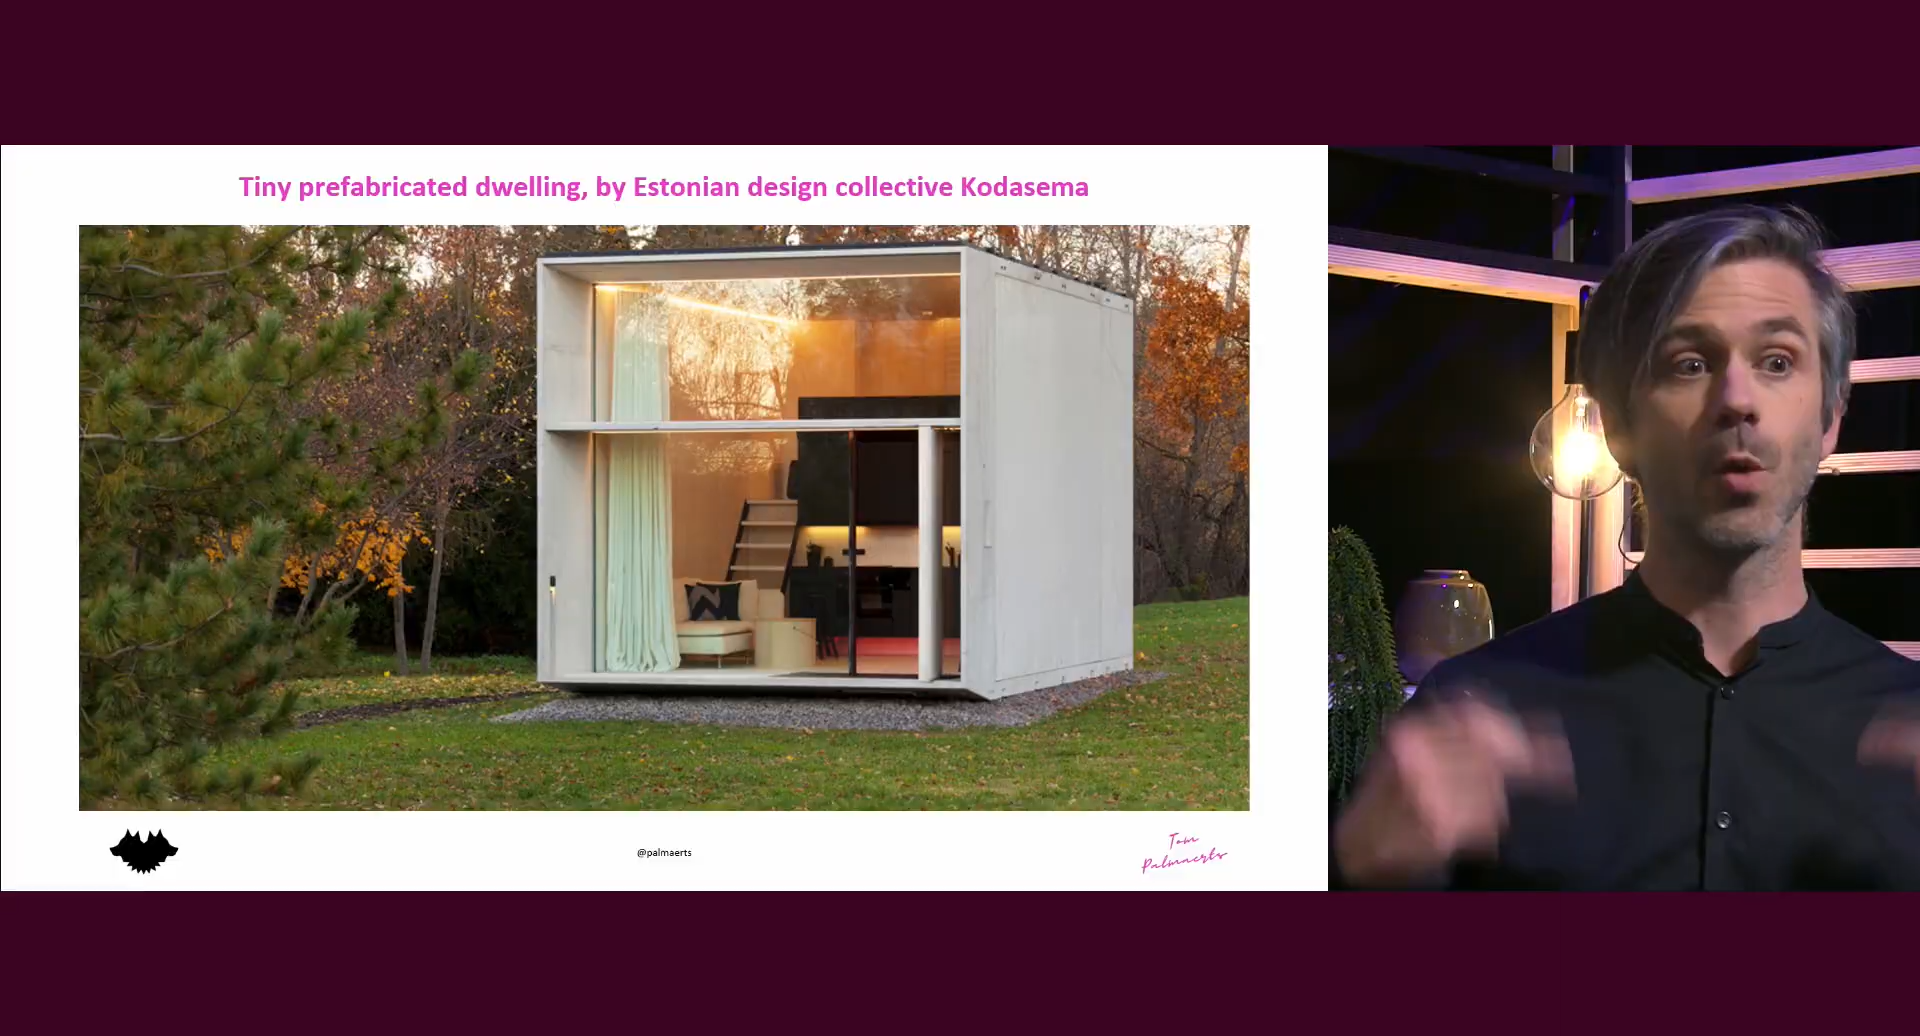 Tiny prefabricated dwelling, by Estonian design collective Kodasema
@palmaerts
Tom
Palmaerts